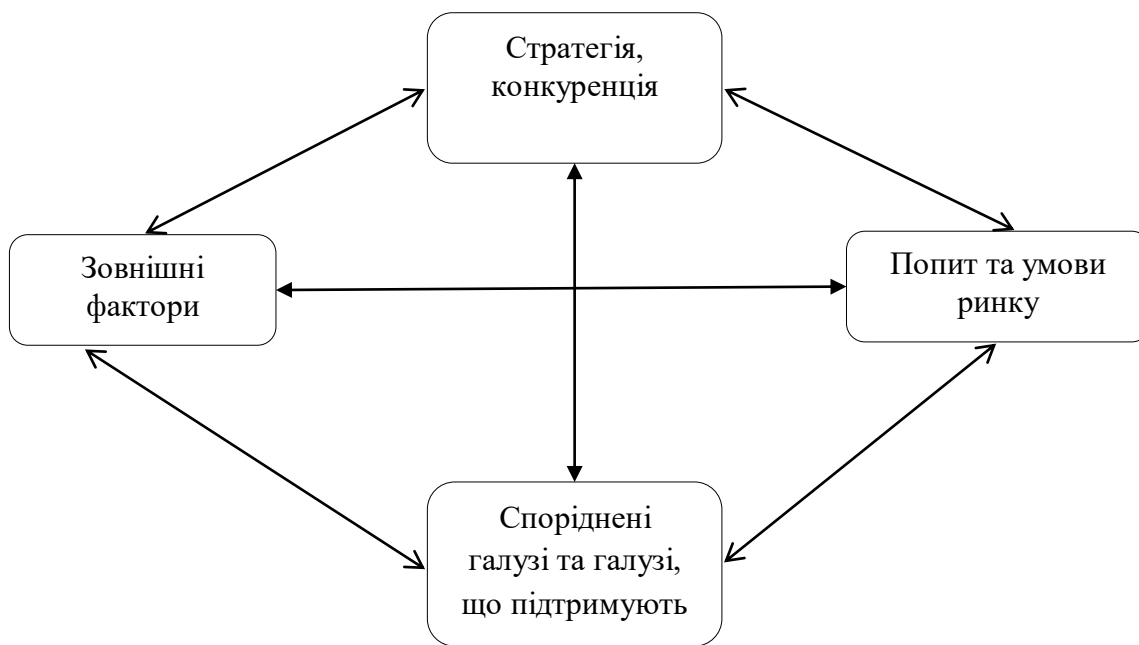 Стратегія,
конкуренція
Зовнішні
фактори
Попит та умови
ринку
Споріднені
галузі та галузі,
що підтримують